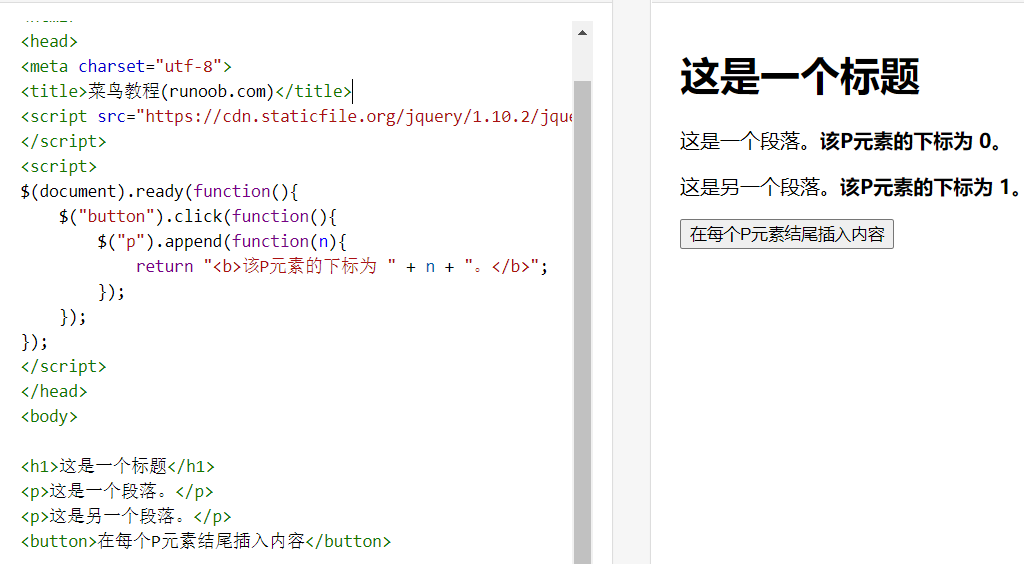 <head>
<meta charset="utf-8">
<title>菜鸟教程(runoob.com)</title>
<script src="https://cdn.staticfile.org/jquery/1.10.2/jque
</script>
<script>
$(document).ready(function(){
    $("button").click(function(){
        $("p").append(function(n){
            return "<b>该P元素的下标为 " + n + "。</b>";
        });
    });
});
</script>
</head>
<body>
<h1>这是一个标题</h1>
<p>这是一个段落。</p>
<p>这是另一个段落。</p>
<button>在每个P元素结尾插入内容</button>
这是一个标题
这是一个段落。该P元素的下标为 0。
这是另一个段落。该P元素的下标为 1。
在每个P元素结尾插入内容